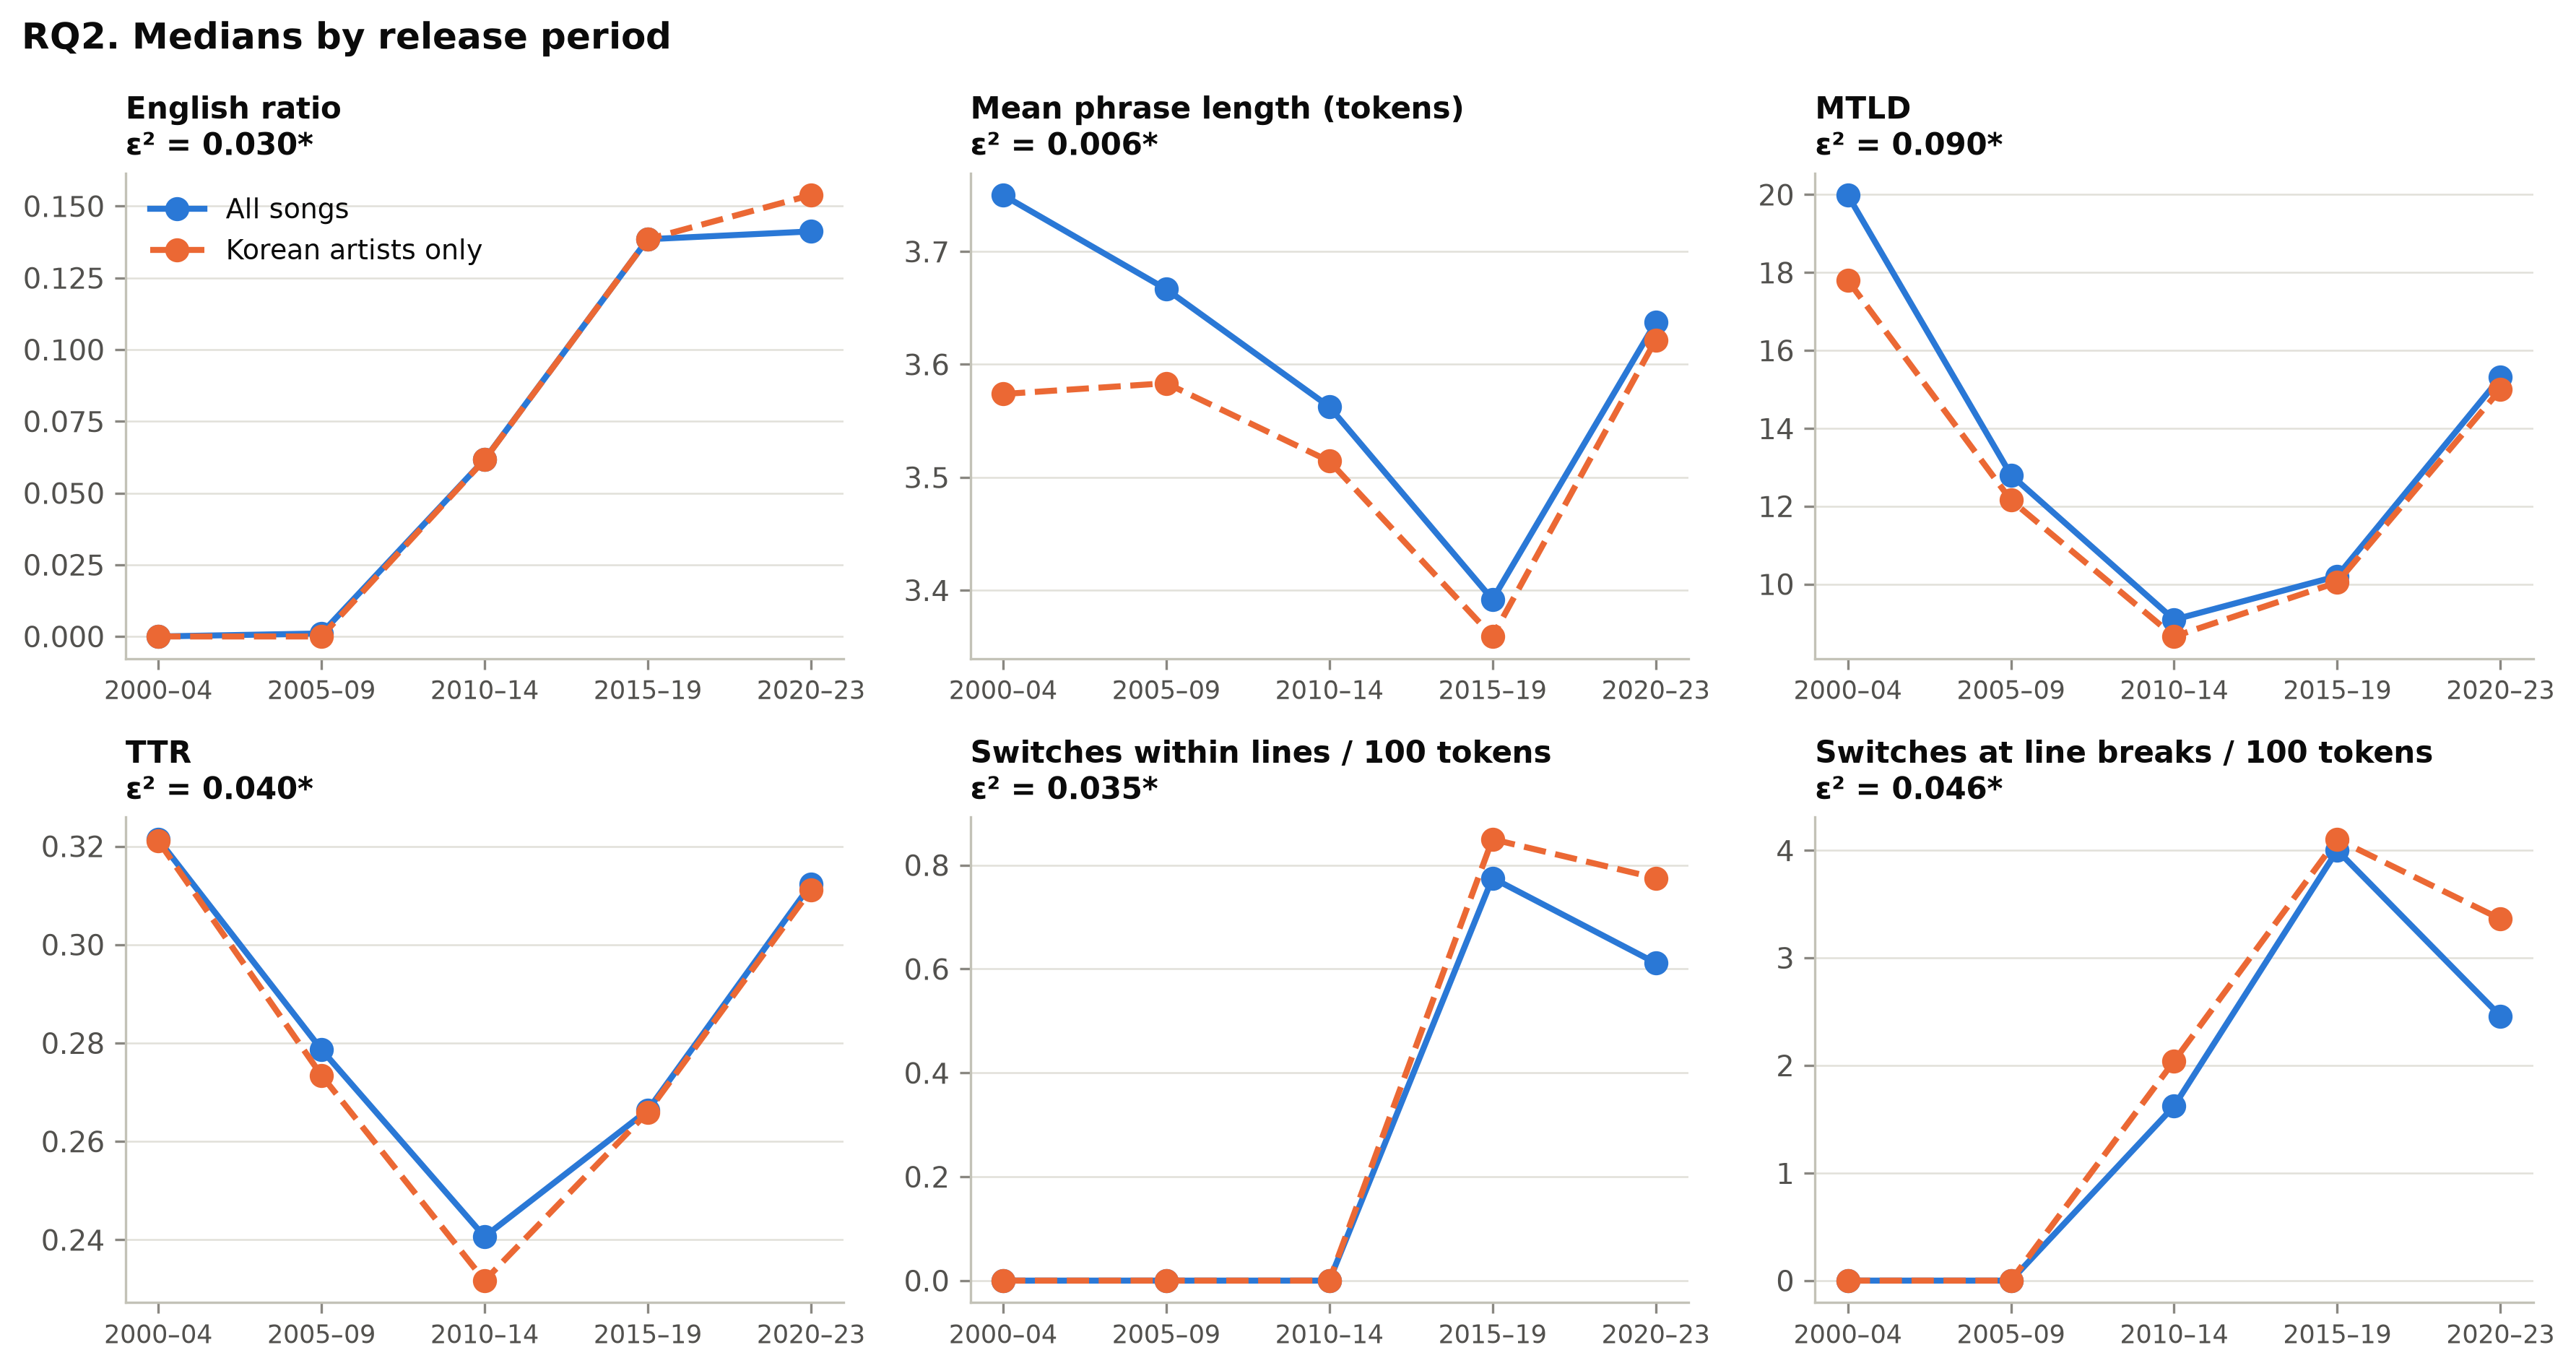 RQ2. Medians by release period
English ratio
ε² = 0.030*
0.150
0.125
0.100
0.075
0.050
0.025
0.000
All songs
Korean artists only
2000–04 2005–09 2010–14 2015–19 2020–23
Mean phrase length (tokens)
ε² = 0.006*
3.7
3.6
3.5
3.4
2000–04 2005–09 2010–14 2015–19 2020–23
MTLD
ε² = 0.090*
20
18
16
14
12
10
2000–04 2005–09 2010–14 2015–19 2020–23
TTR
ε² = 0.040*
0.32
0.30
0.28
0.26
0.24
2000–04 2005–09 2010–14 2015–19 2020–23
Switches within lines / 100 tokens
ε² = 0.035*
0.8
0.6
0.4
0.2
0.0
2000–04 2005–09 2010–14 2015–19 2020–23
Switches at line breaks / 100 tokens
ε² = 0.046*
4
3
2
1
0
2000–04 2005–09 2010–14 2015–19 2020–23